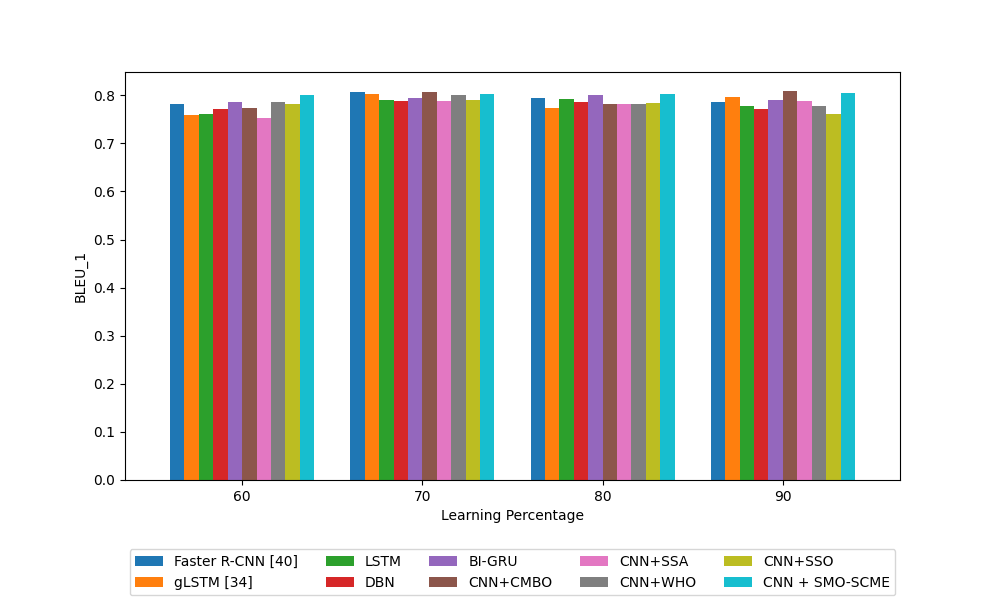 0.8
0.7
0.6
0.5
0.4
0.3
0.2
0.1
0.0
BLEU_1
60 70 80 90
Learning Percentage
Faster R-CNN [40] LSTM BI-GRU CNN+SSA CNN+SSO
gLSTM [34] DBN CNN+CMBO CNN+WHO CNN + SMO-SCME